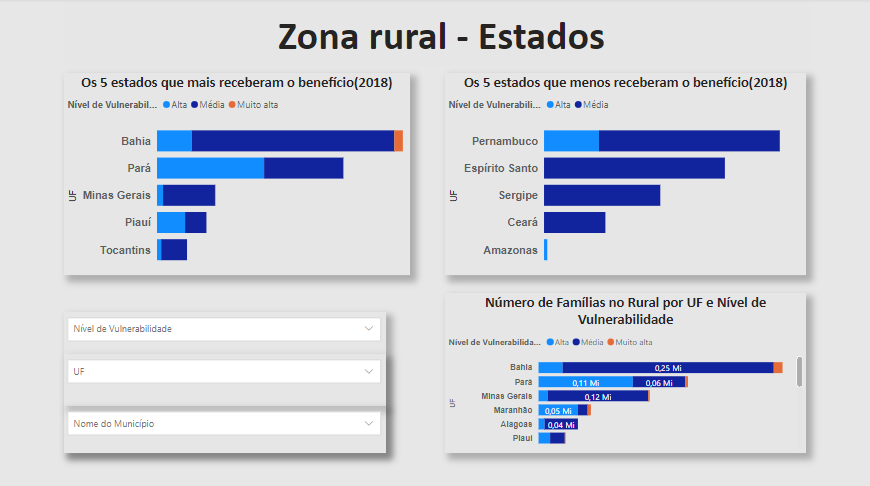 Zona rural - Estados
Os 5 estados que mais receberam o benefício(2018)
Nível de Vulnerabil... Alta Média Muito alta
UF
Bahia
Pará
Minas Gerais
Piauí
Tocantins
Os 5 estados que menos receberam o benefício(2018)
Nível de Vulnerabili... Alta Média
UF
Pernambuco
Espírito Santo
Sergipe
Ceará
Amazonas
Nível de Vulnerabilidade
UF
Nome do Município
Número de Famílias no Rural por UF e Nível de
Vulnerabilidade
Nível de Vulnerabilida... Alta Média Muito alta
UF
Bahia 0,25 Mi
Pará 0,11 Mi 0,06 Mi
Minas Gerais 0,12 Mi
Maranhão 0,05 Mi
Alagoas 0,04 Mi
Piauí